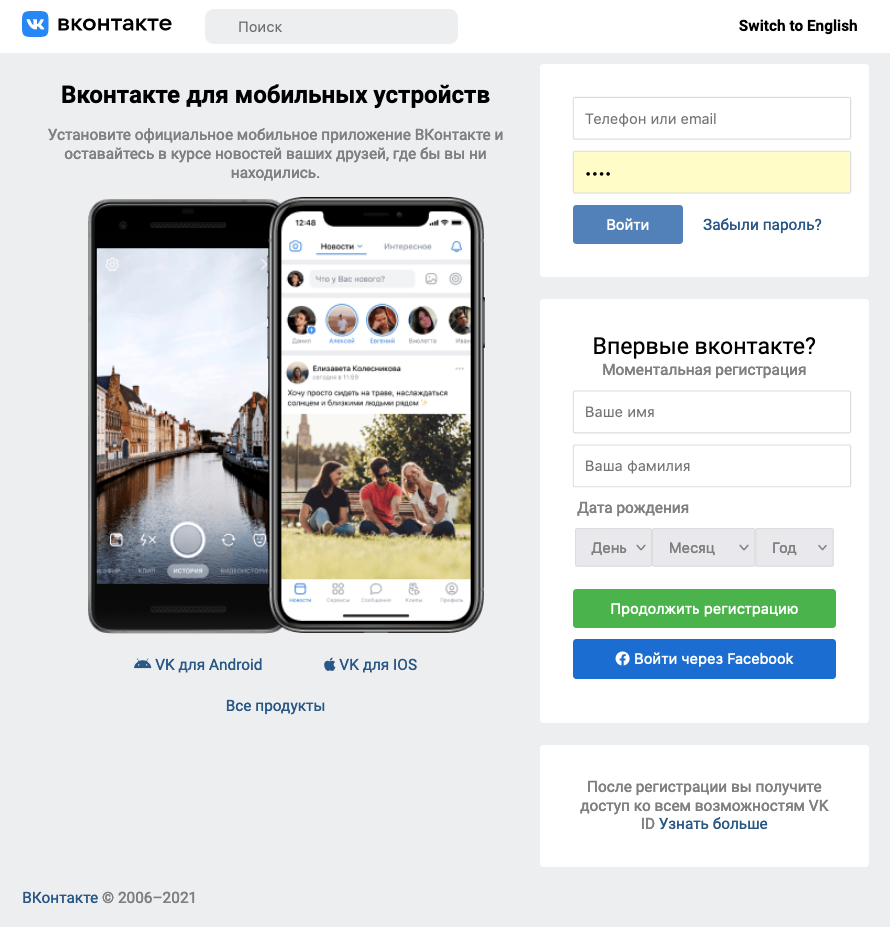 вконтакте
Поиск
Switch to English
Вконтакте для мобильных устройств
Установите официальное мобильное приложение ВКонтакте и
оставайтесь в курсе новостей ваших друзей, где бы вы ни
находились.
12:48
Новости
Интересное
Что у Вас нового?
Данил
Алексей
Евгений
Виолетта
Иван
Елизавета Колесникова
сегодня в 11:59
Хочу просто сидеть на траве, наслаждаться
солнцем и близкими людьми рядом
КЛИП
ИСТОРИЯ
Новости
Сервисы
Сообщения
Клипы
Профиль
VK для Android
VK для IOS
Все продукты
Телефон или email
••••
Войти
Забыли пароль?
Впервые вконтакте?
Моментальная регистрация
Ваше имя
Ваша фамилия
Дата рождения
День
Месяц
Год
Продолжить регистрацию
Войти через Facebook
После регистрации вы получите
доступ ко всем возможностям VK
ID Узнать больше
ВКонтакте © 2006–2021